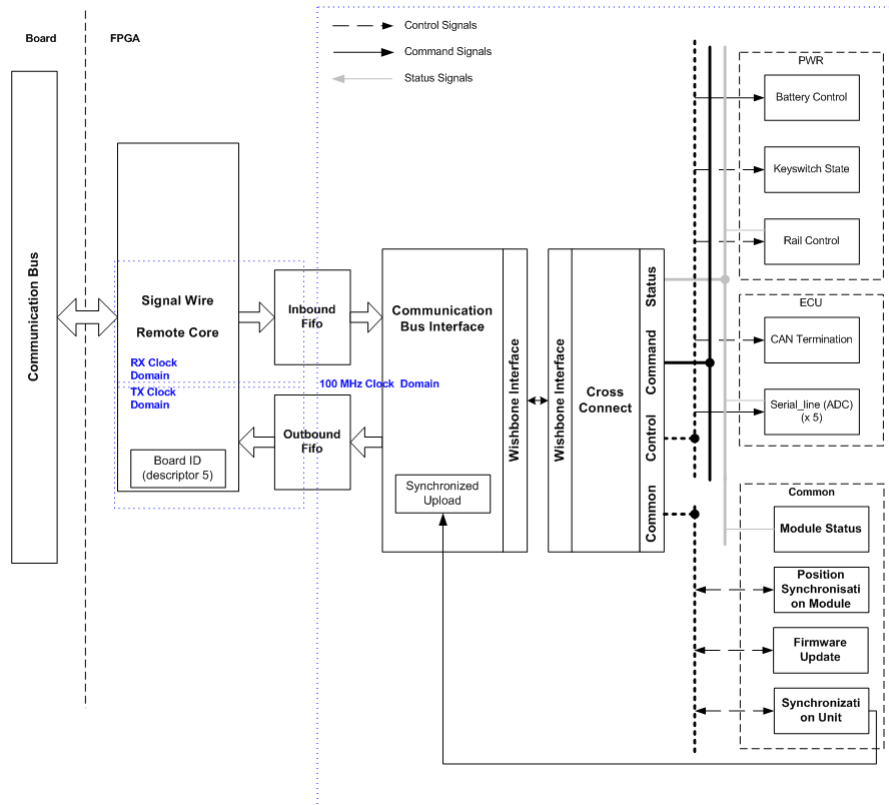 Board
FPGA
Control Signals
Command Signals
Status Signals
Communication Bus
Signal Wire
Remote Core
RX Clock
Domain
TX Clock
Domain
Board ID
(descriptor 5)
Inbound
Fifo
100 MHz Clock Domain
Outbound
Fifo
Communication
Bus Interface
Synchronized
Upload
Wishbone Interface
Wishbone Interface
Cross
Connect
Status
Command
Control
Common
PWR
Battery Control
Keyswitch State
Rail Control
ECU
CAN Termination
Serial_line (ADC)
(x 5)
Common
Module Status
Position
Synchronisati
on Module
Firmware
Update
Synchronizati
on Unit